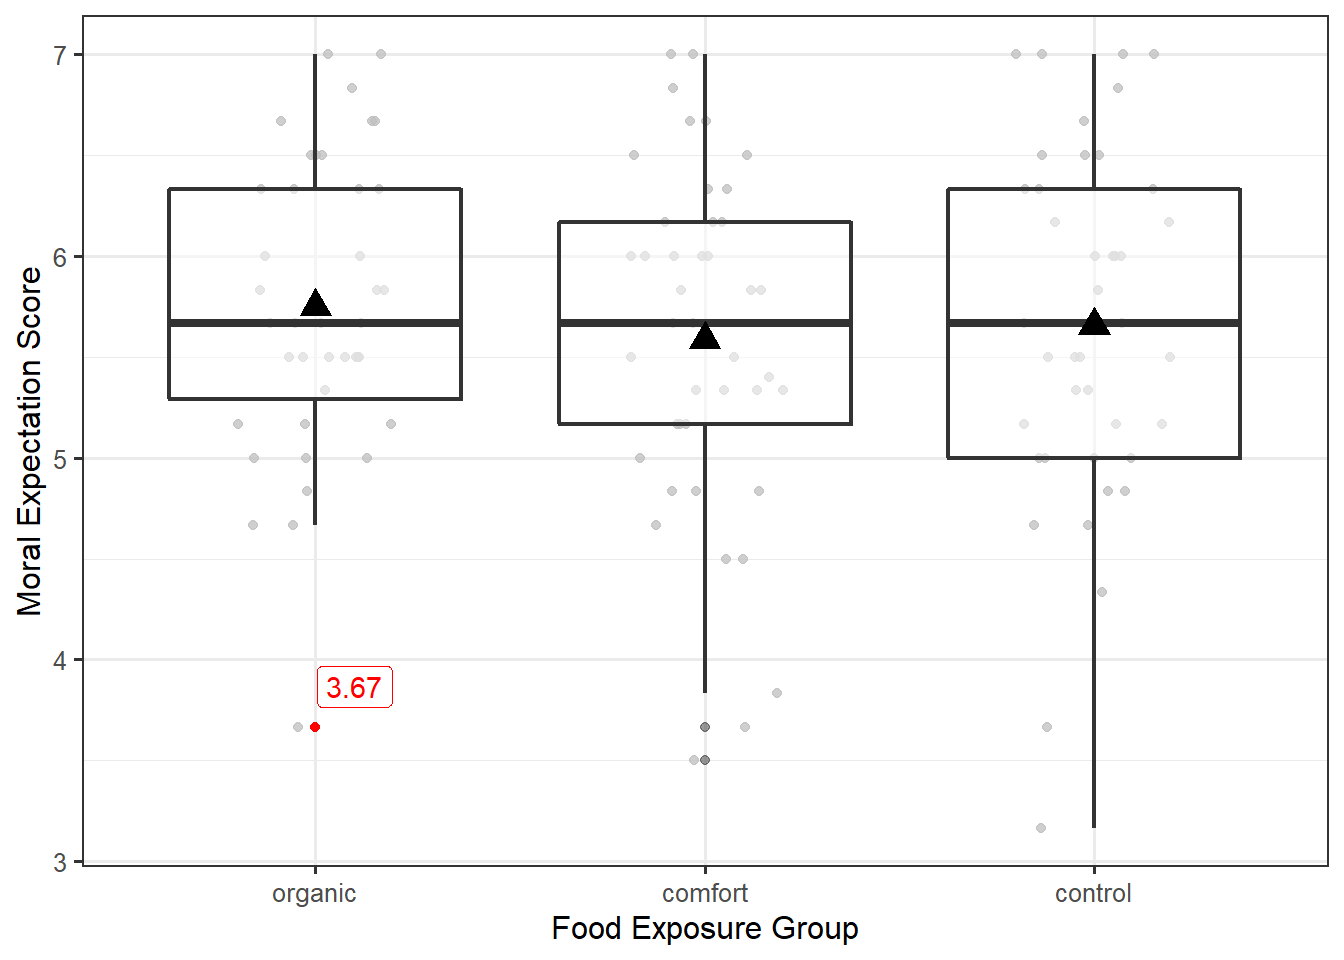 Moral Expectation Score
7
6
5
4
3
3.67
organic
comfort
control
Food Exposure Group